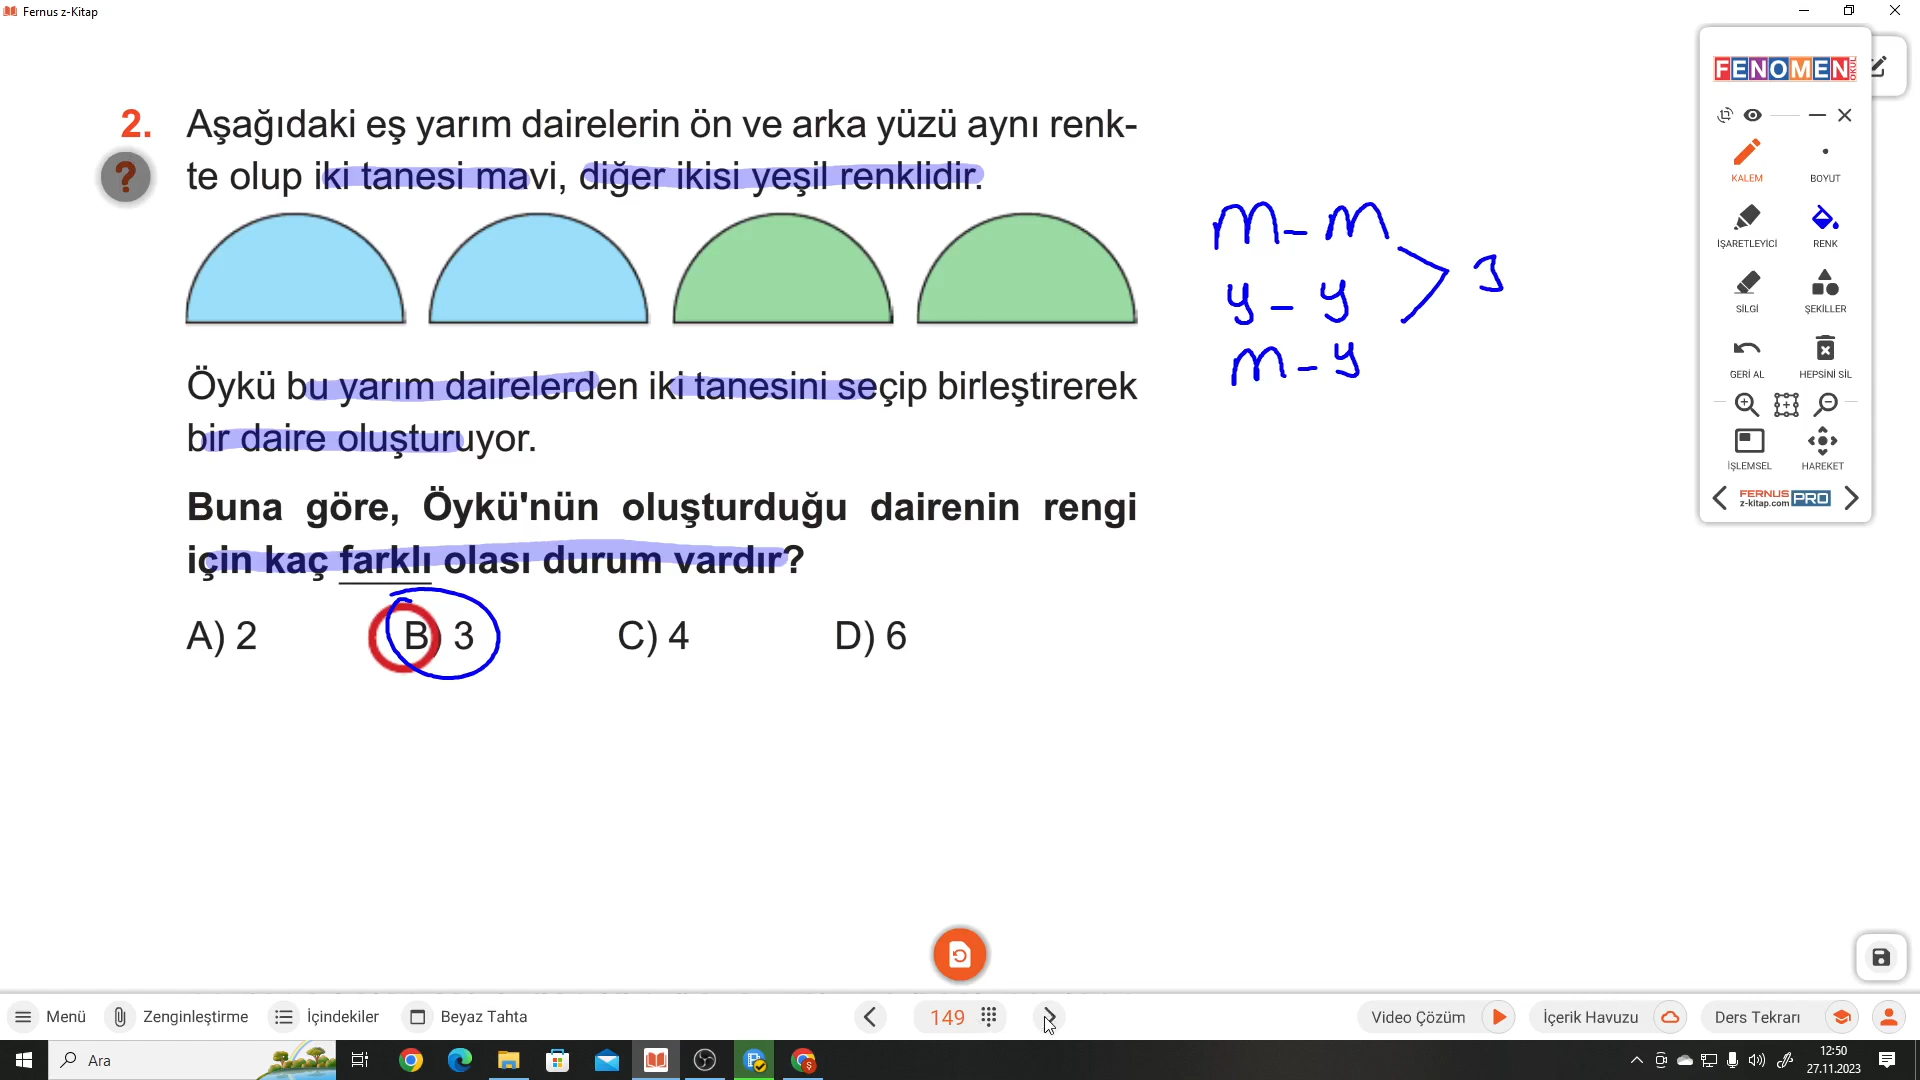 Fernus z-Kitap
2. Aşağıdaki eş yarım dairelerin ön ve arka yüzü aynı renk-
te olup iki tanesi mavi, diğer ikisi yeşil renklidir.
?
m - m
y - y
3
m - y
Öykü bu yarım dairelerden iki tanesini seçip birleştirerek
bir daire oluşturuyor.
Buna göre, Öykü'nün oluşturduğu dairenin rengi
için kaç farklı olası durum vardır?
A) 2 B) 3 C) 4 D) 6
FENOMEN OKUL
KALEM BOYUT
İŞARETLEYİCİ RENK
SİLGİ ŞEKİLLER
GERİ AL HEPSİNİ SİL
İŞLEMSEL HAREKET
FERNUS z-kitap.com PRO
Menü Zenginleştirme İçindekiler Beyaz Tahta 149 Video Çözüm İçerik Havuzu Ders Tekrarı
Ara
12:50
27.11.2023